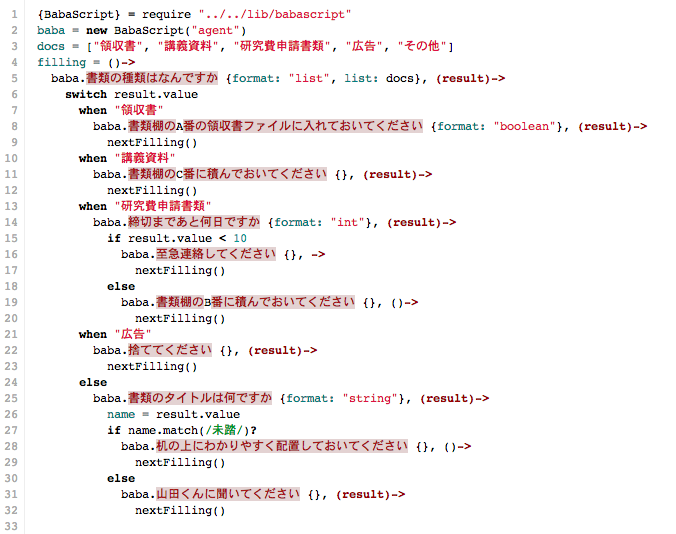 1 {BabaScript} = require "../../lib/babascript"
2 baba = new BabaScript("agent")
3 docs = ["領収書", "講義資料", "研究費申請書類", "広告", "その他"]
4 filling = ()->
5   baba.書類の種類はなんですか {format: "list", list: docs}, (result)->
6     switch result.value
7       when "領収書"
8         baba.書類棚のA番の領収書ファイルに入れておいてください {format: "boolean"}, (result)->
9           nextFilling()
10       when "講義資料"
11         baba.書類棚のC番に積んでおいてください {}, (result)->
12           nextFilling()
13       when "研究費申請書類"
14         baba.締切まであと何日ですか {format: "int"}, (result)->
15           if result.value < 10
16             baba.至急連絡してください {}, ->
17               nextFilling()
18           else
19             baba.書類棚のB番に積んでおいてください {}, ()->
20               nextFilling()
21       when "広告"
22         baba.捨ててください {}, (result)->
23           nextFilling()
24       else
25         baba.書類のタイトルは何ですか {format: "string"}, (result)->
26           name = result.value
27           if name.match(/未踏/)?
28             baba.机の上にわかりやすく配置しておいてください {}, ()->
29               nextFilling()
30           else
31             baba.山田くんに聞いてください {}, (result)->
32               nextFilling()
33